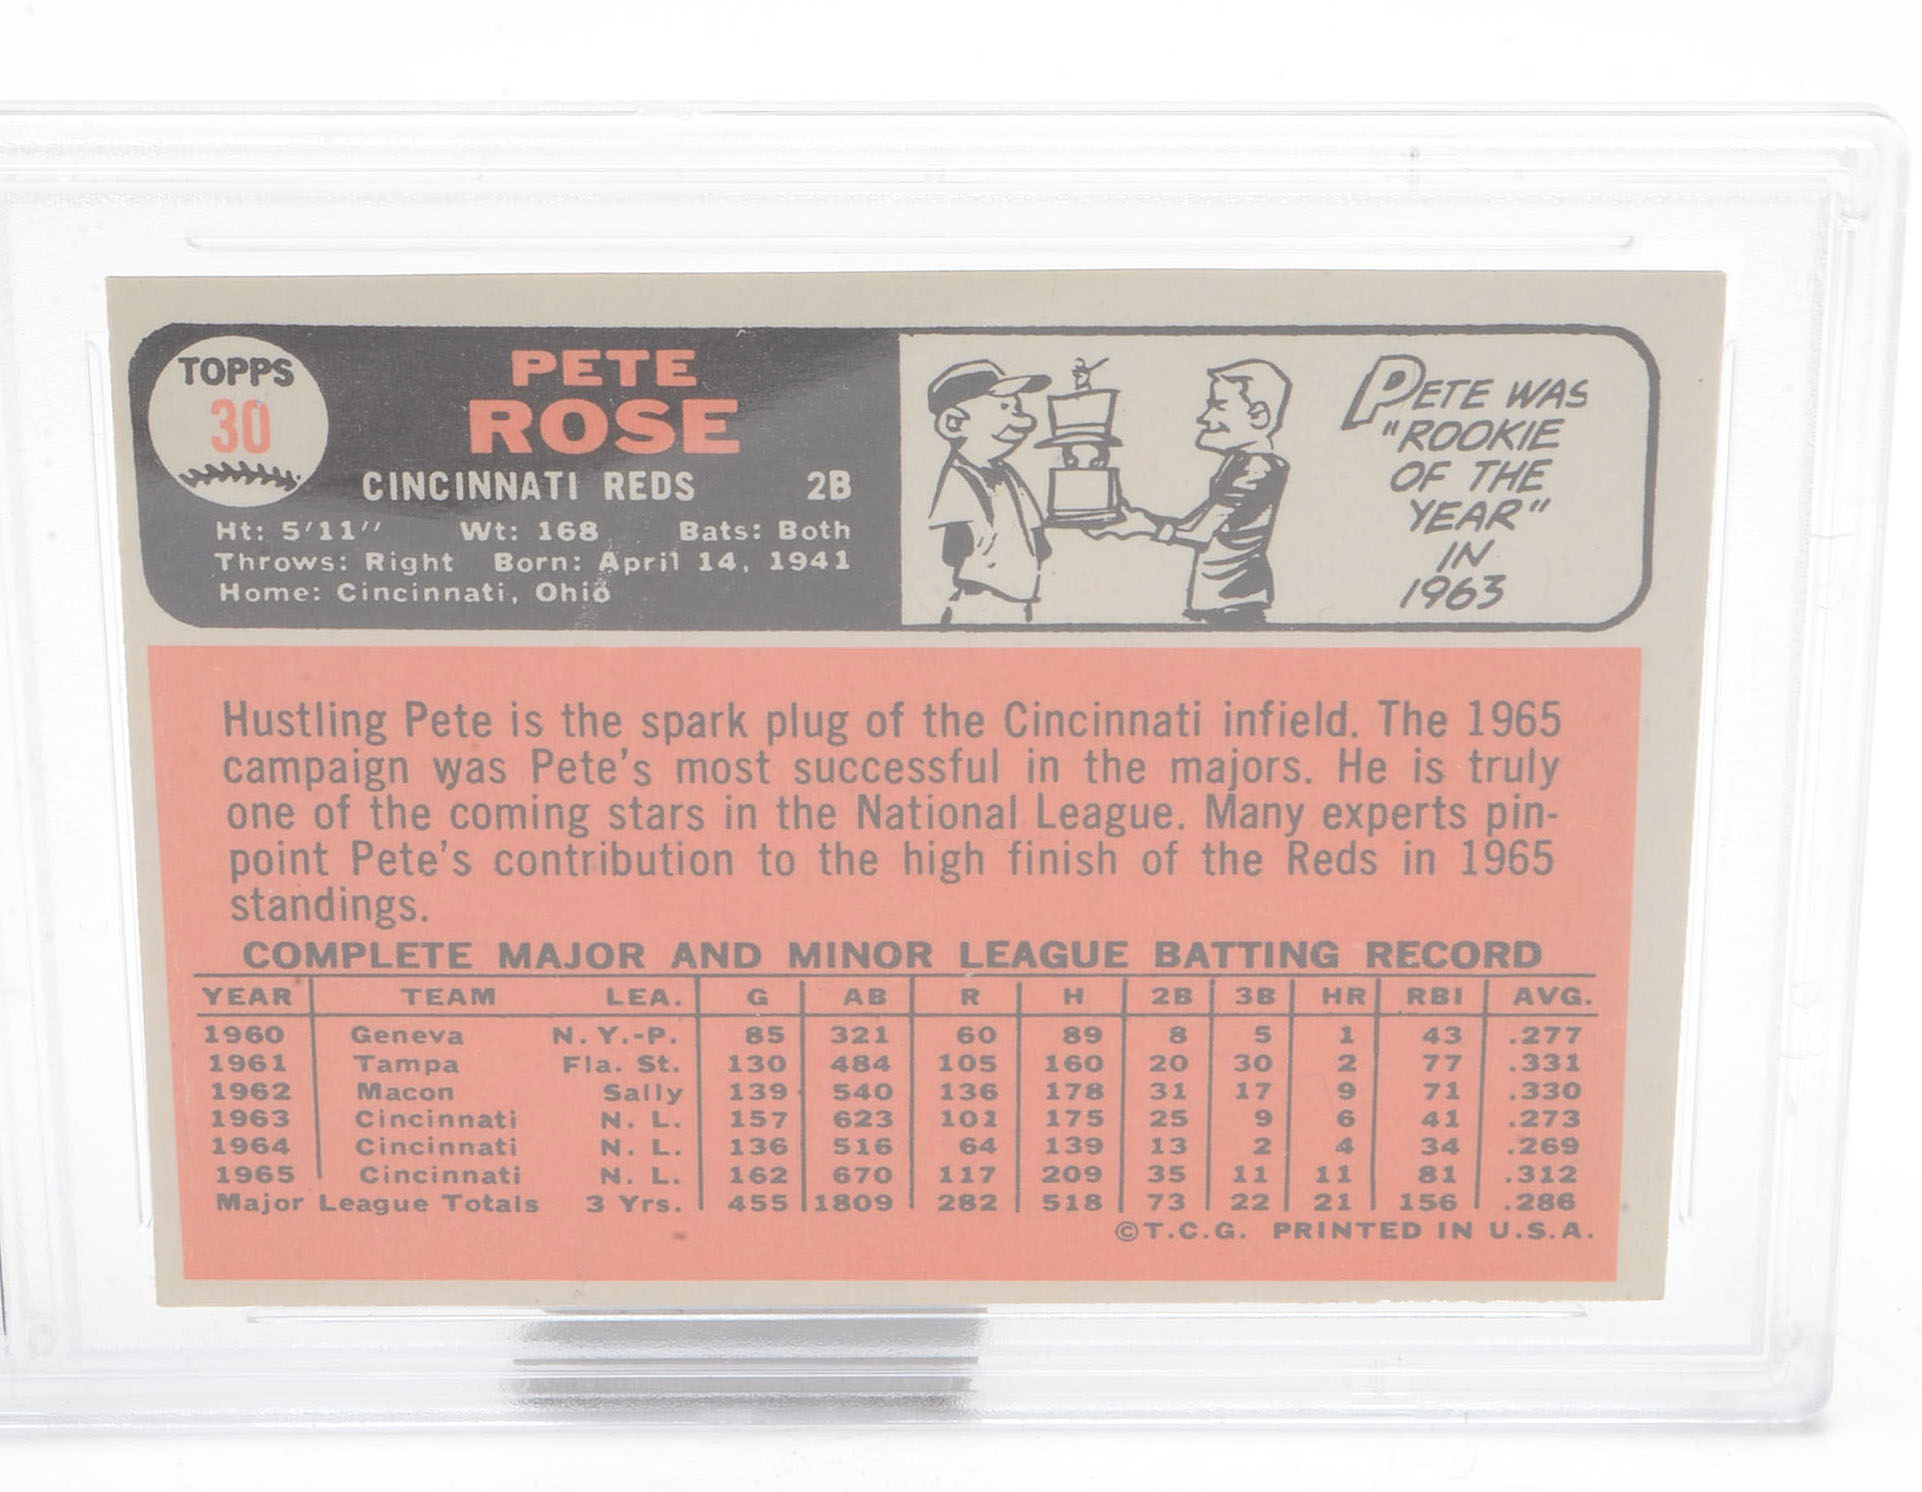 TOPPS
30
PETE
ROSE
CINCINNATI REDS 2B
Ht: 5'11'' Wt: 168 Bats: Both
Throws: Right Born: April 14, 1941
Home: Cincinnati, Ohio
PETE WAS
"ROOKIE
OF THE
YEAR"
IN
1963
Hustling Pete is the spark plug of the Cincinnati infield. The 1965
campaign was Pete's most successful in the majors. He is truly
one of the coming stars in the National League. Many experts pin-
point Pete's contribution to the high finish of the Reds in 1965
standings.
COMPLETE MAJOR AND MINOR LEAGUE BATTING RECORD
YEAR TEAM LEA. G AB R H 2B 3B HR RBI AVG.
1960 Geneva N.Y.-P. 85 321 60 89 8 5 1 43 .277
1961 Tampa Fla. St. 130 484 105 160 20 30 2 77 .331
1962 Macon Sally 139 540 136 178 31 17 9 71 .330
1963 Cincinnati N. L. 157 623 101 175 25 9 6 41 .273
1964 Cincinnati N. L. 136 516 64 139 13 2 4 34 .269
1965 Cincinnati N. L. 162 670 117 209 35 11 11 81 .312
Major League Totals 3 Yrs. 455 1809 282 518 73 22 21 156 .286
©T.C.G. PRINTED IN U.S.A.